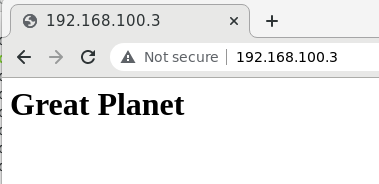 192.168.100.3
Not secure | 192.168.100.3
Great Planet